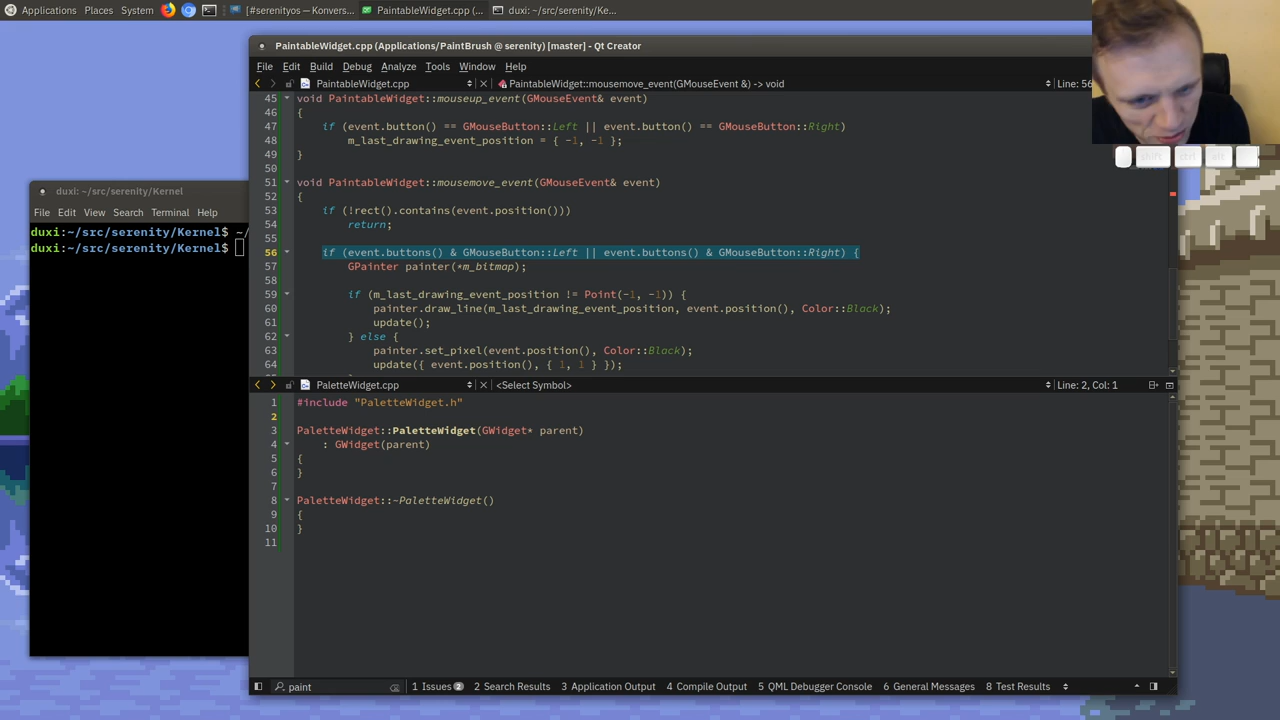 Applications Places System [#serenityos — Konvers... PaintableWidget.cpp (... duxi: ~/src/serenity/Ke...
PaintableWidget.cpp (Applications/PaintBrush @ serenity) [master] - Qt Creator
File Edit Build Debug Analyze Tools Window Help
PaintableWidget.cpp PaintableWidget::mousemove_event(GMouseEvent &) -> void Line: 56
45 void PaintableWidget::mouseup_event(GMouseEvent& event)
46 {
47 if (event.button() == GMouseButton::Left || event.button() == GMouseButton::Right)
48 m_last_drawing_event_position = { -1, -1 };
49 }
50
51 void PaintableWidget::mousemove_event(GMouseEvent& event)
52 {
53 if (!rect().contains(event.position()))
54 return;
55
56 if (event.buttons() & GMouseButton::Left || event.buttons() & GMouseButton::Right) {
57 GPainter painter(*m_bitmap);
58
59 if (m_last_drawing_event_position != Point(-1, -1)) {
60 painter.draw_line(m_last_drawing_event_position, event.position(), Color::Black);
61 update();
62 } else {
63 painter.set_pixel(event.position(), Color::Black);
64 update({ event.position(), { 1, 1 } });
PaletteWidget.cpp <Select Symbol> Line: 2, Col: 1
1 #include "PaletteWidget.h"
2
3 PaletteWidget::PaletteWidget(GWidget* parent)
4 : GWidget(parent)
5 {
6 }
7
8 PaletteWidget::~PaletteWidget()
9 {
10 }
11
paint 1 Issues 2 2 Search Results 3 Application Output 4 Compile Output 5 QML Debugger Console 6 General Messages 8 Test Results
duxi: ~/src/serenity/Kernel
File Edit View Search Terminal Help
duxi:~/src/serenity/Kernel$ ~/
duxi:~/src/serenity/Kernel$
shift ctrl alt